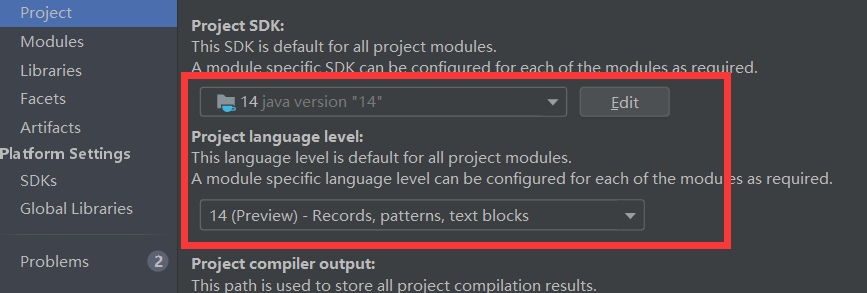 Project
Modules
Libraries
Facets
Artifacts
Platform Settings
SDKs
Global Libraries
Problems 2
Project SDK:
This SDK is default for all project modules.
A module specific SDK can be configured for each of the modules as required.
14 java version "14"
Edit
Project language level:
This language level is default for all project modules.
A module specific language level can be configured for each of the modules as required.
14 (Preview) - Records, patterns, text blocks
Project compiler output:
This path is used to store all project compilation results.